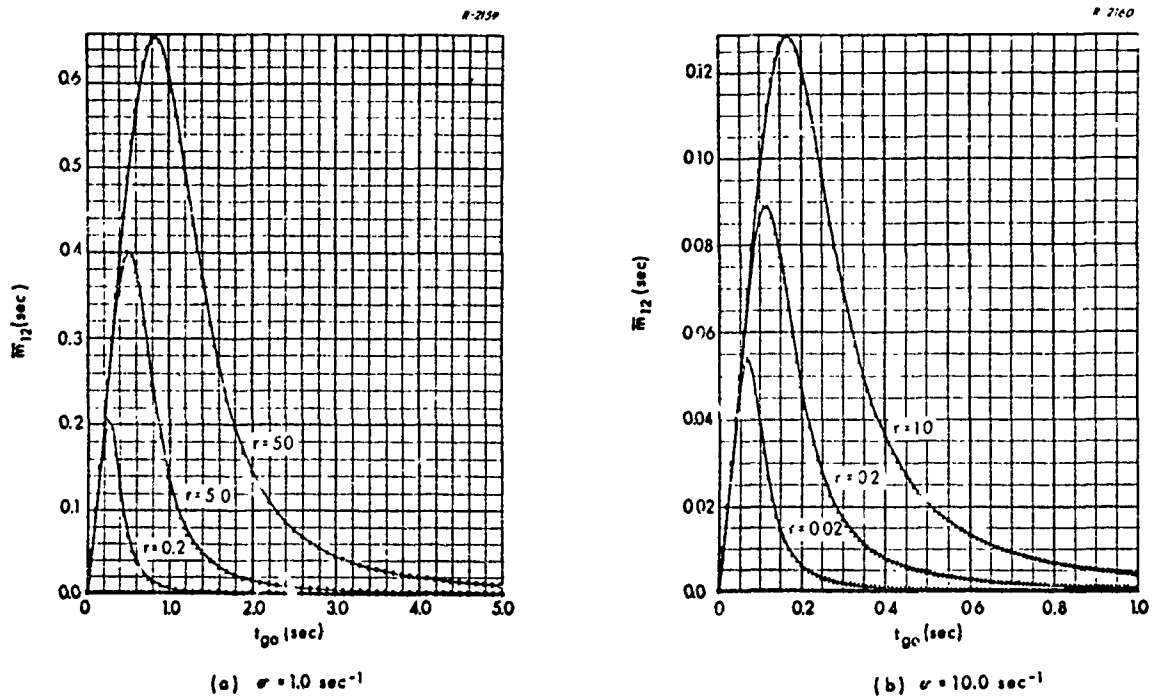 R-2159
0.6
0.5
0.4
0.3
0.2
0.1
0.0
0
1.0
2.0
3.0
4.0
5.0
m̅12 (sec)
tgo (sec)
r = 50
r = 5.0
r = 0.2
(a) σ = 1.0 sec-1
R-2160
0.12
0.10
0.08
0.06
0.04
0.02
0.0
0
0.2
0.4
0.6
0.8
1.0
m̅12 (sec)
tgo (sec)
r = 1.0
r = 0.2
r = 0.02
(b) σ = 10.0 sec-1